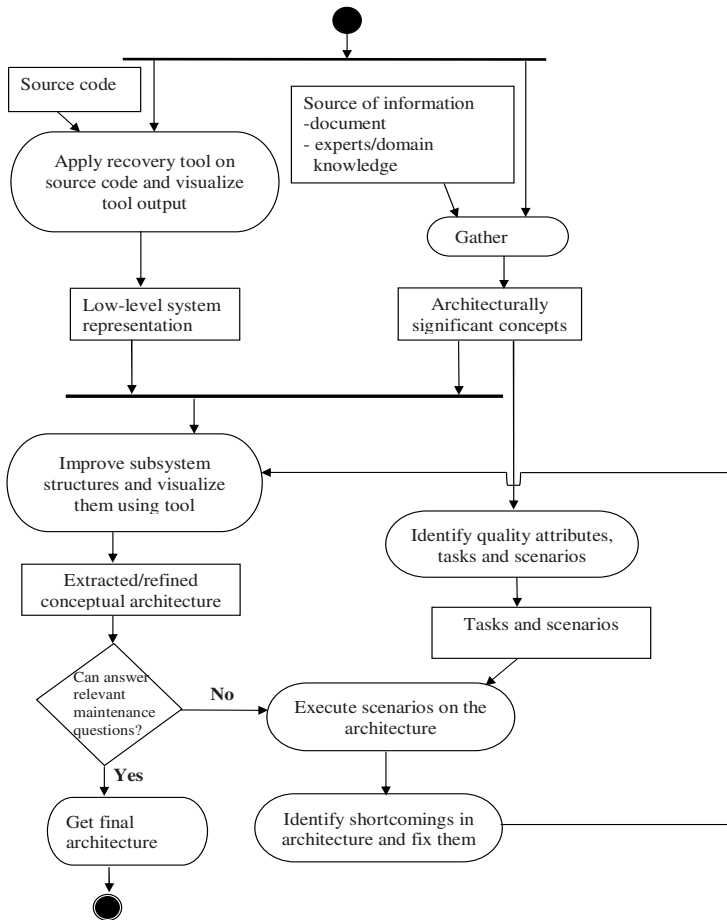 Source code
Source of information
-document
- experts/domain
knowledge
Apply recovery tool on
source code and visualize
tool output
Gather
Low-level system
representation
Architecturally
significant concepts
Improve subsystem
structures and visualize
them using tool
Identify quality attributes,
tasks and scenarios
Extracted/refined
conceptual architecture
Tasks and scenarios
Can answer
relevant
maintenance
questions?
No
Execute scenarios on the
architecture
Yes
Get final
architecture
Identify shortcomings in
architecture and fix them